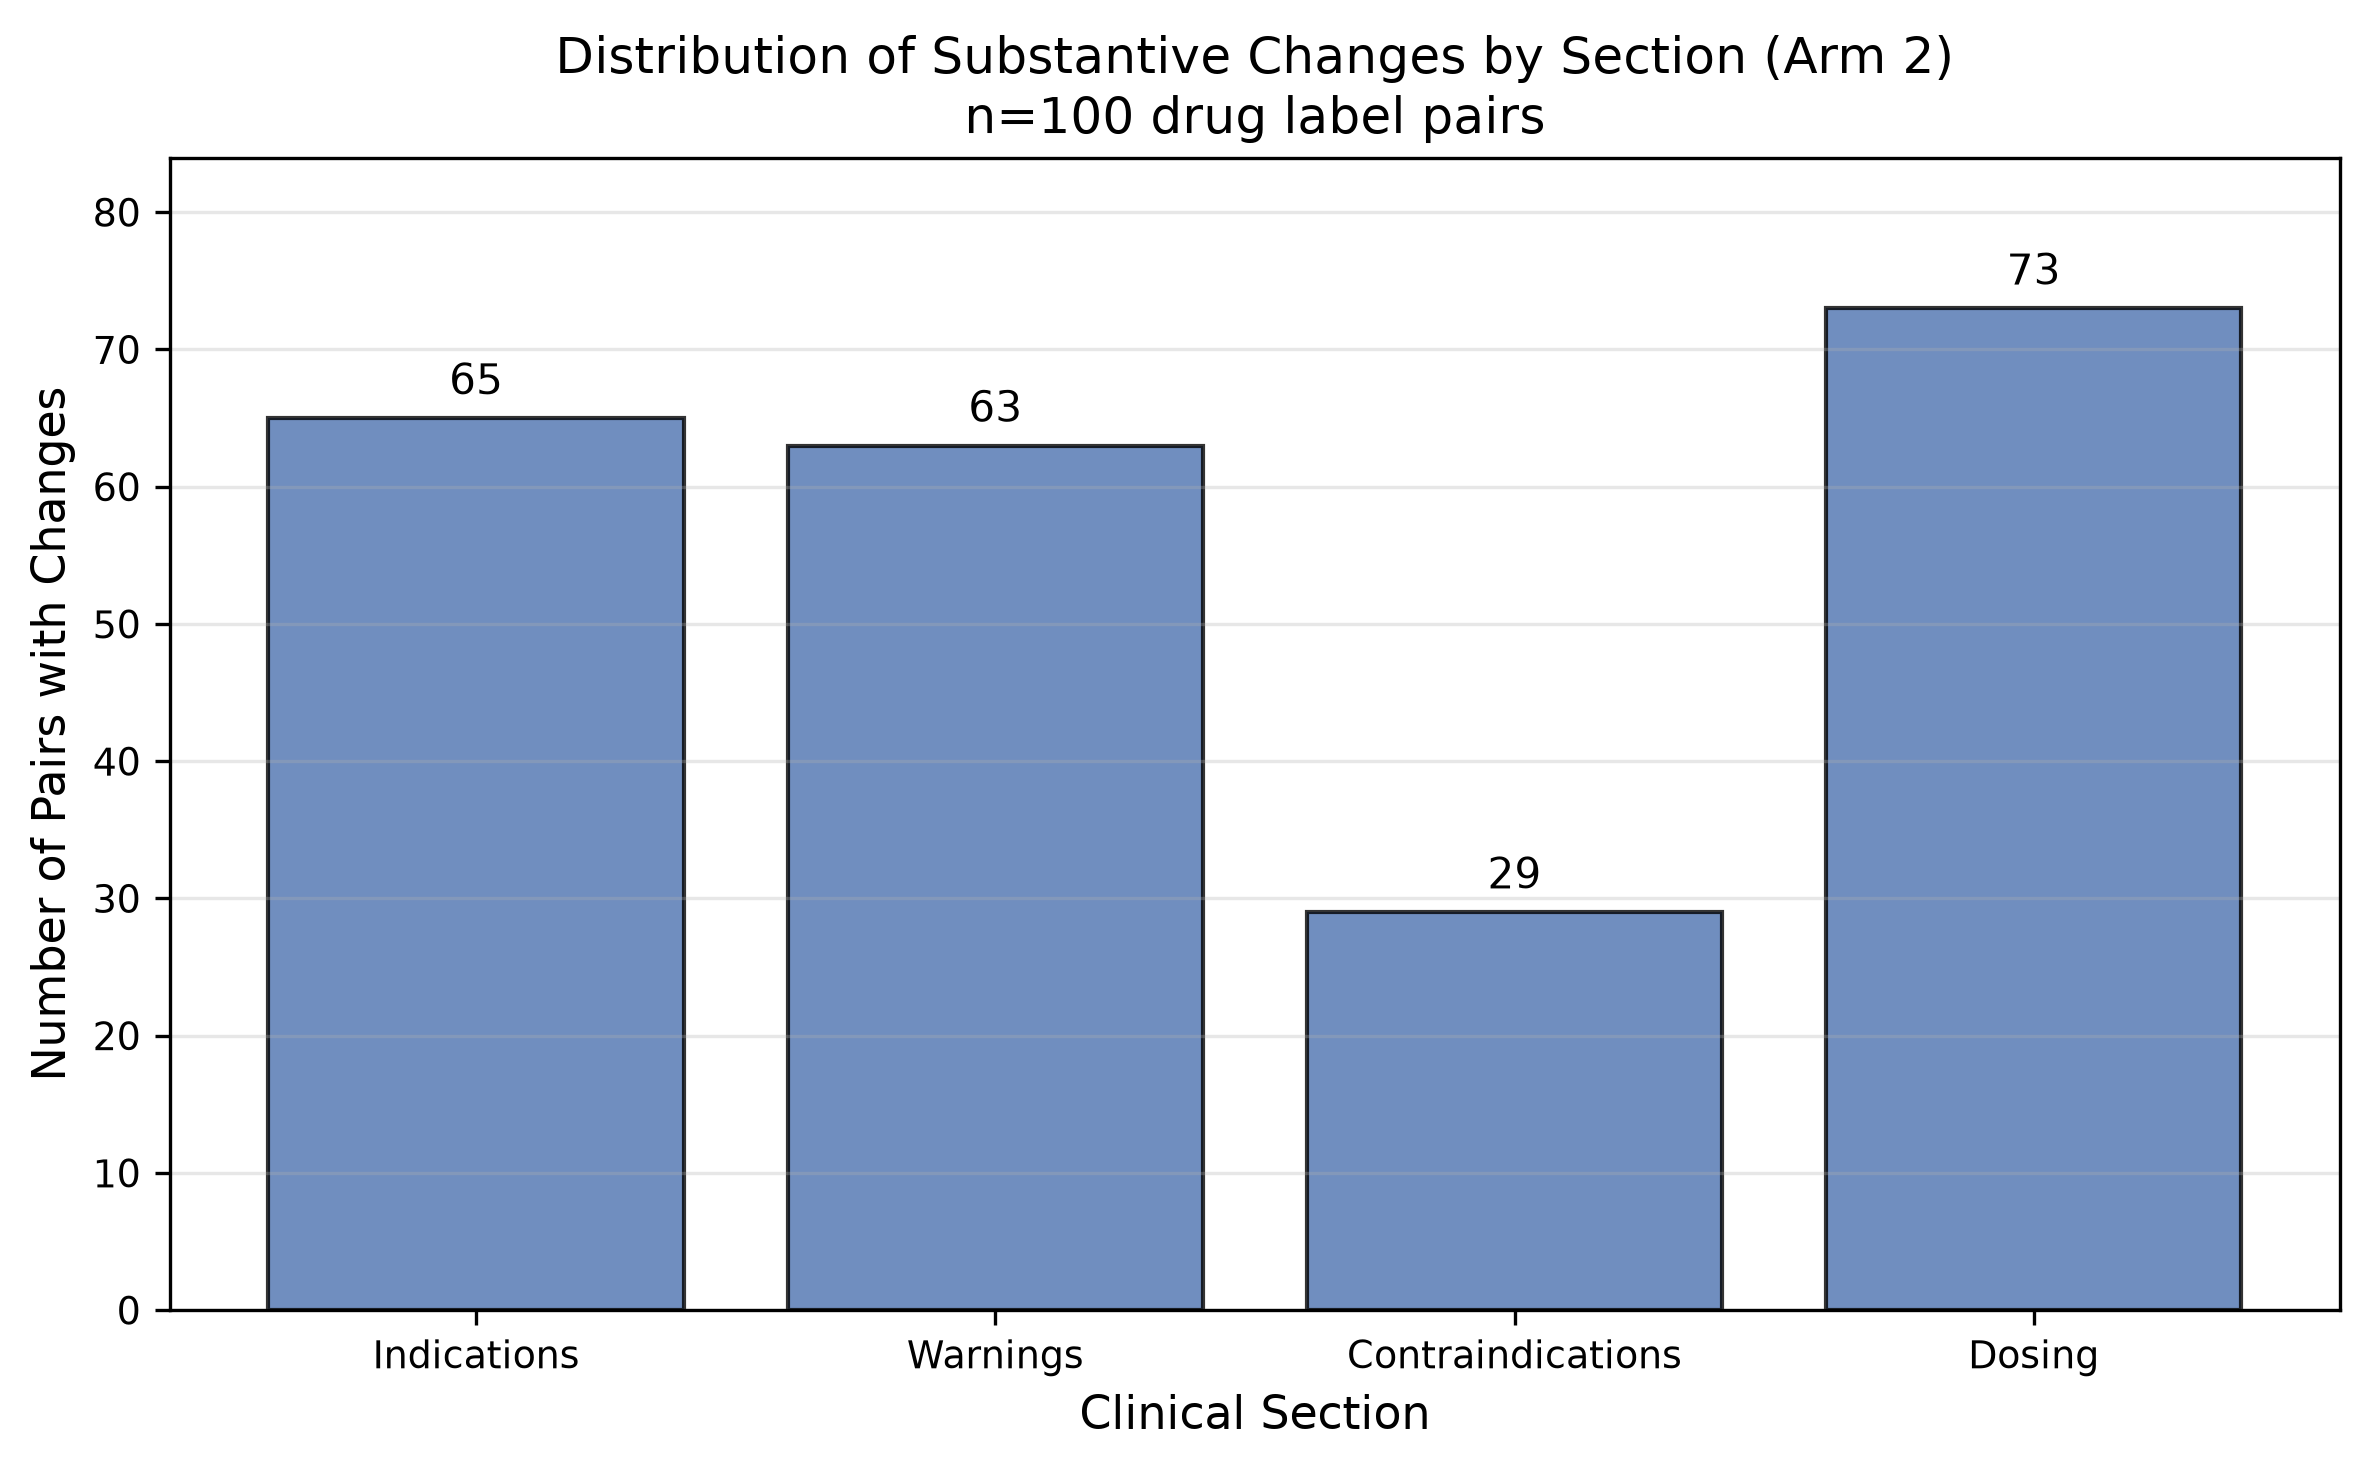 Distribution of Substantive Changes by Section (Arm 2)
n=100 drug label pairs
Number of Pairs with Changes
80
70
60
50
40
30
20
10
0
65
63
29
73
Indications
Warnings
Contraindications
Dosing
Clinical Section